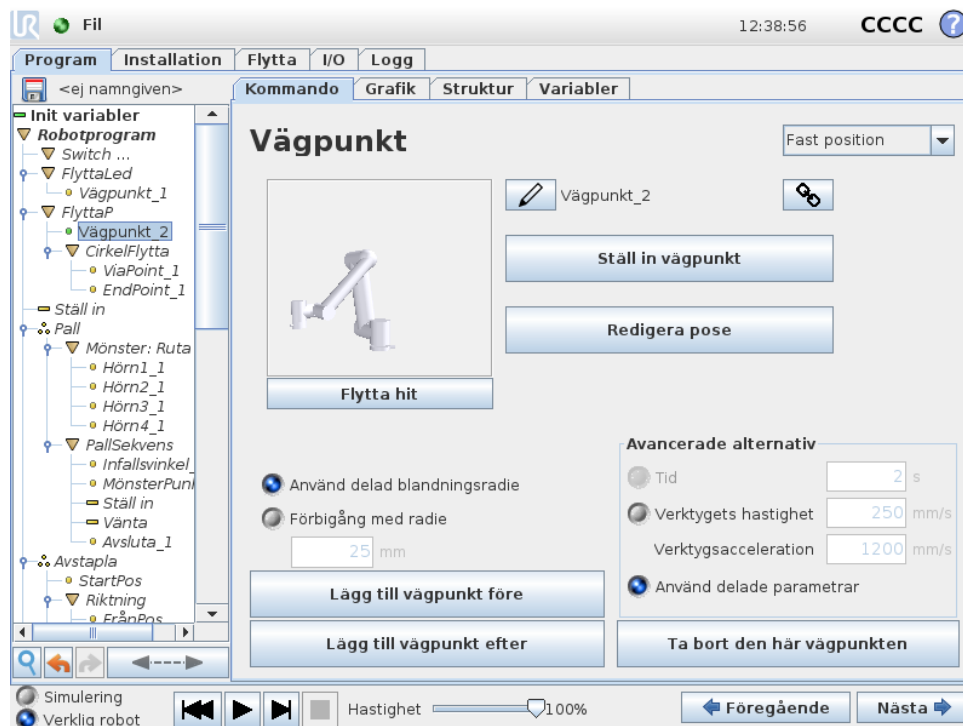 UR Fil 12:38:56 CCCC ?
Program Installation Flytta I/O Logg
<ej namngiven> Kommando Grafik Struktur Variabler
Init variabler
Robotprogram
Switch ...
FlyttaLed
Vägpunkt_1
FlyttaP
Vägpunkt_2
CirkelFlytta
ViaPoint_1
EndPoint_1
Ställ in
Pall
Mönster: Ruta
Hörn1_1
Hörn2_1
Hörn3_1
Hörn4_1
PallSekvens
Infallsvinkel_
MönsterPun
Ställ in
Vänta
Avsluta_1
Avstapla
StartPos
Riktning
FrånPos
Vägpunkt
Fast position
Vägpunkt_2
Ställ in vägpunkt
Redigera pose
Flytta hit
Använd delad blandningsradie
Förbigång med radie
25 mm
Avancerade alternativ
Tid 2 s
Verktygets hastighet 250 mm/s
Verktygsacceleration 1200 mm/s
Använd delade parametrar
Lägg till vägpunkt före
Lägg till vägpunkt efter
Ta bort den här vägpunkten
Simulering
Verklig robot
Hastighet 100%
Föregående
Nästa